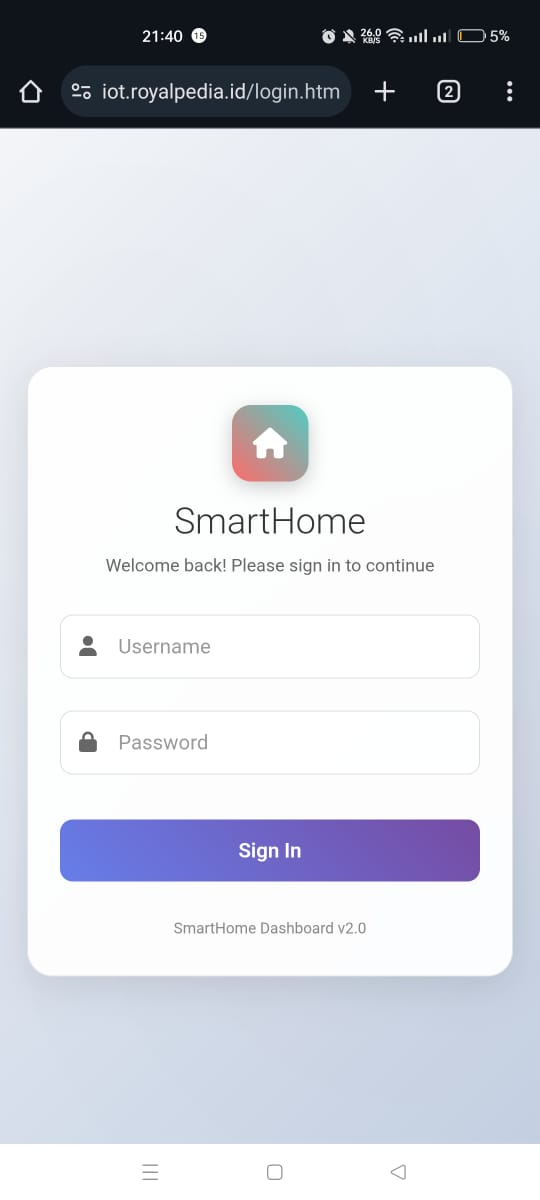 21:40 15 26.0 KB/S 5%
iot.royalpedia.id/login.htm 2
SmartHome
Welcome back! Please sign in to continue
Username
Password
Sign In
SmartHome Dashboard v2.0